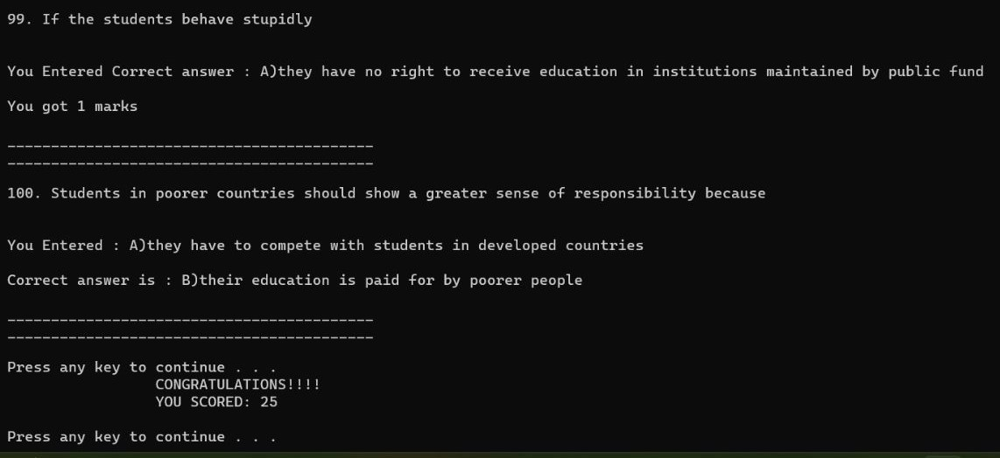 99. If the students behave stupidly
You Entered Correct answer : A)they have no right to receive education in institutions maintained by public fund
You got 1 marks
------------------------------------------
------------------------------------------
100. Students in poorer countries should show a greater sense of responsibility because
You Entered : A)they have to compete with students in developed countries
Correct answer is : B)their education is paid for by poorer people
------------------------------------------
------------------------------------------
Press any key to continue . . .
CONGRATULATIONS!!!!
YOU SCORED: 25
Press any key to continue . . .